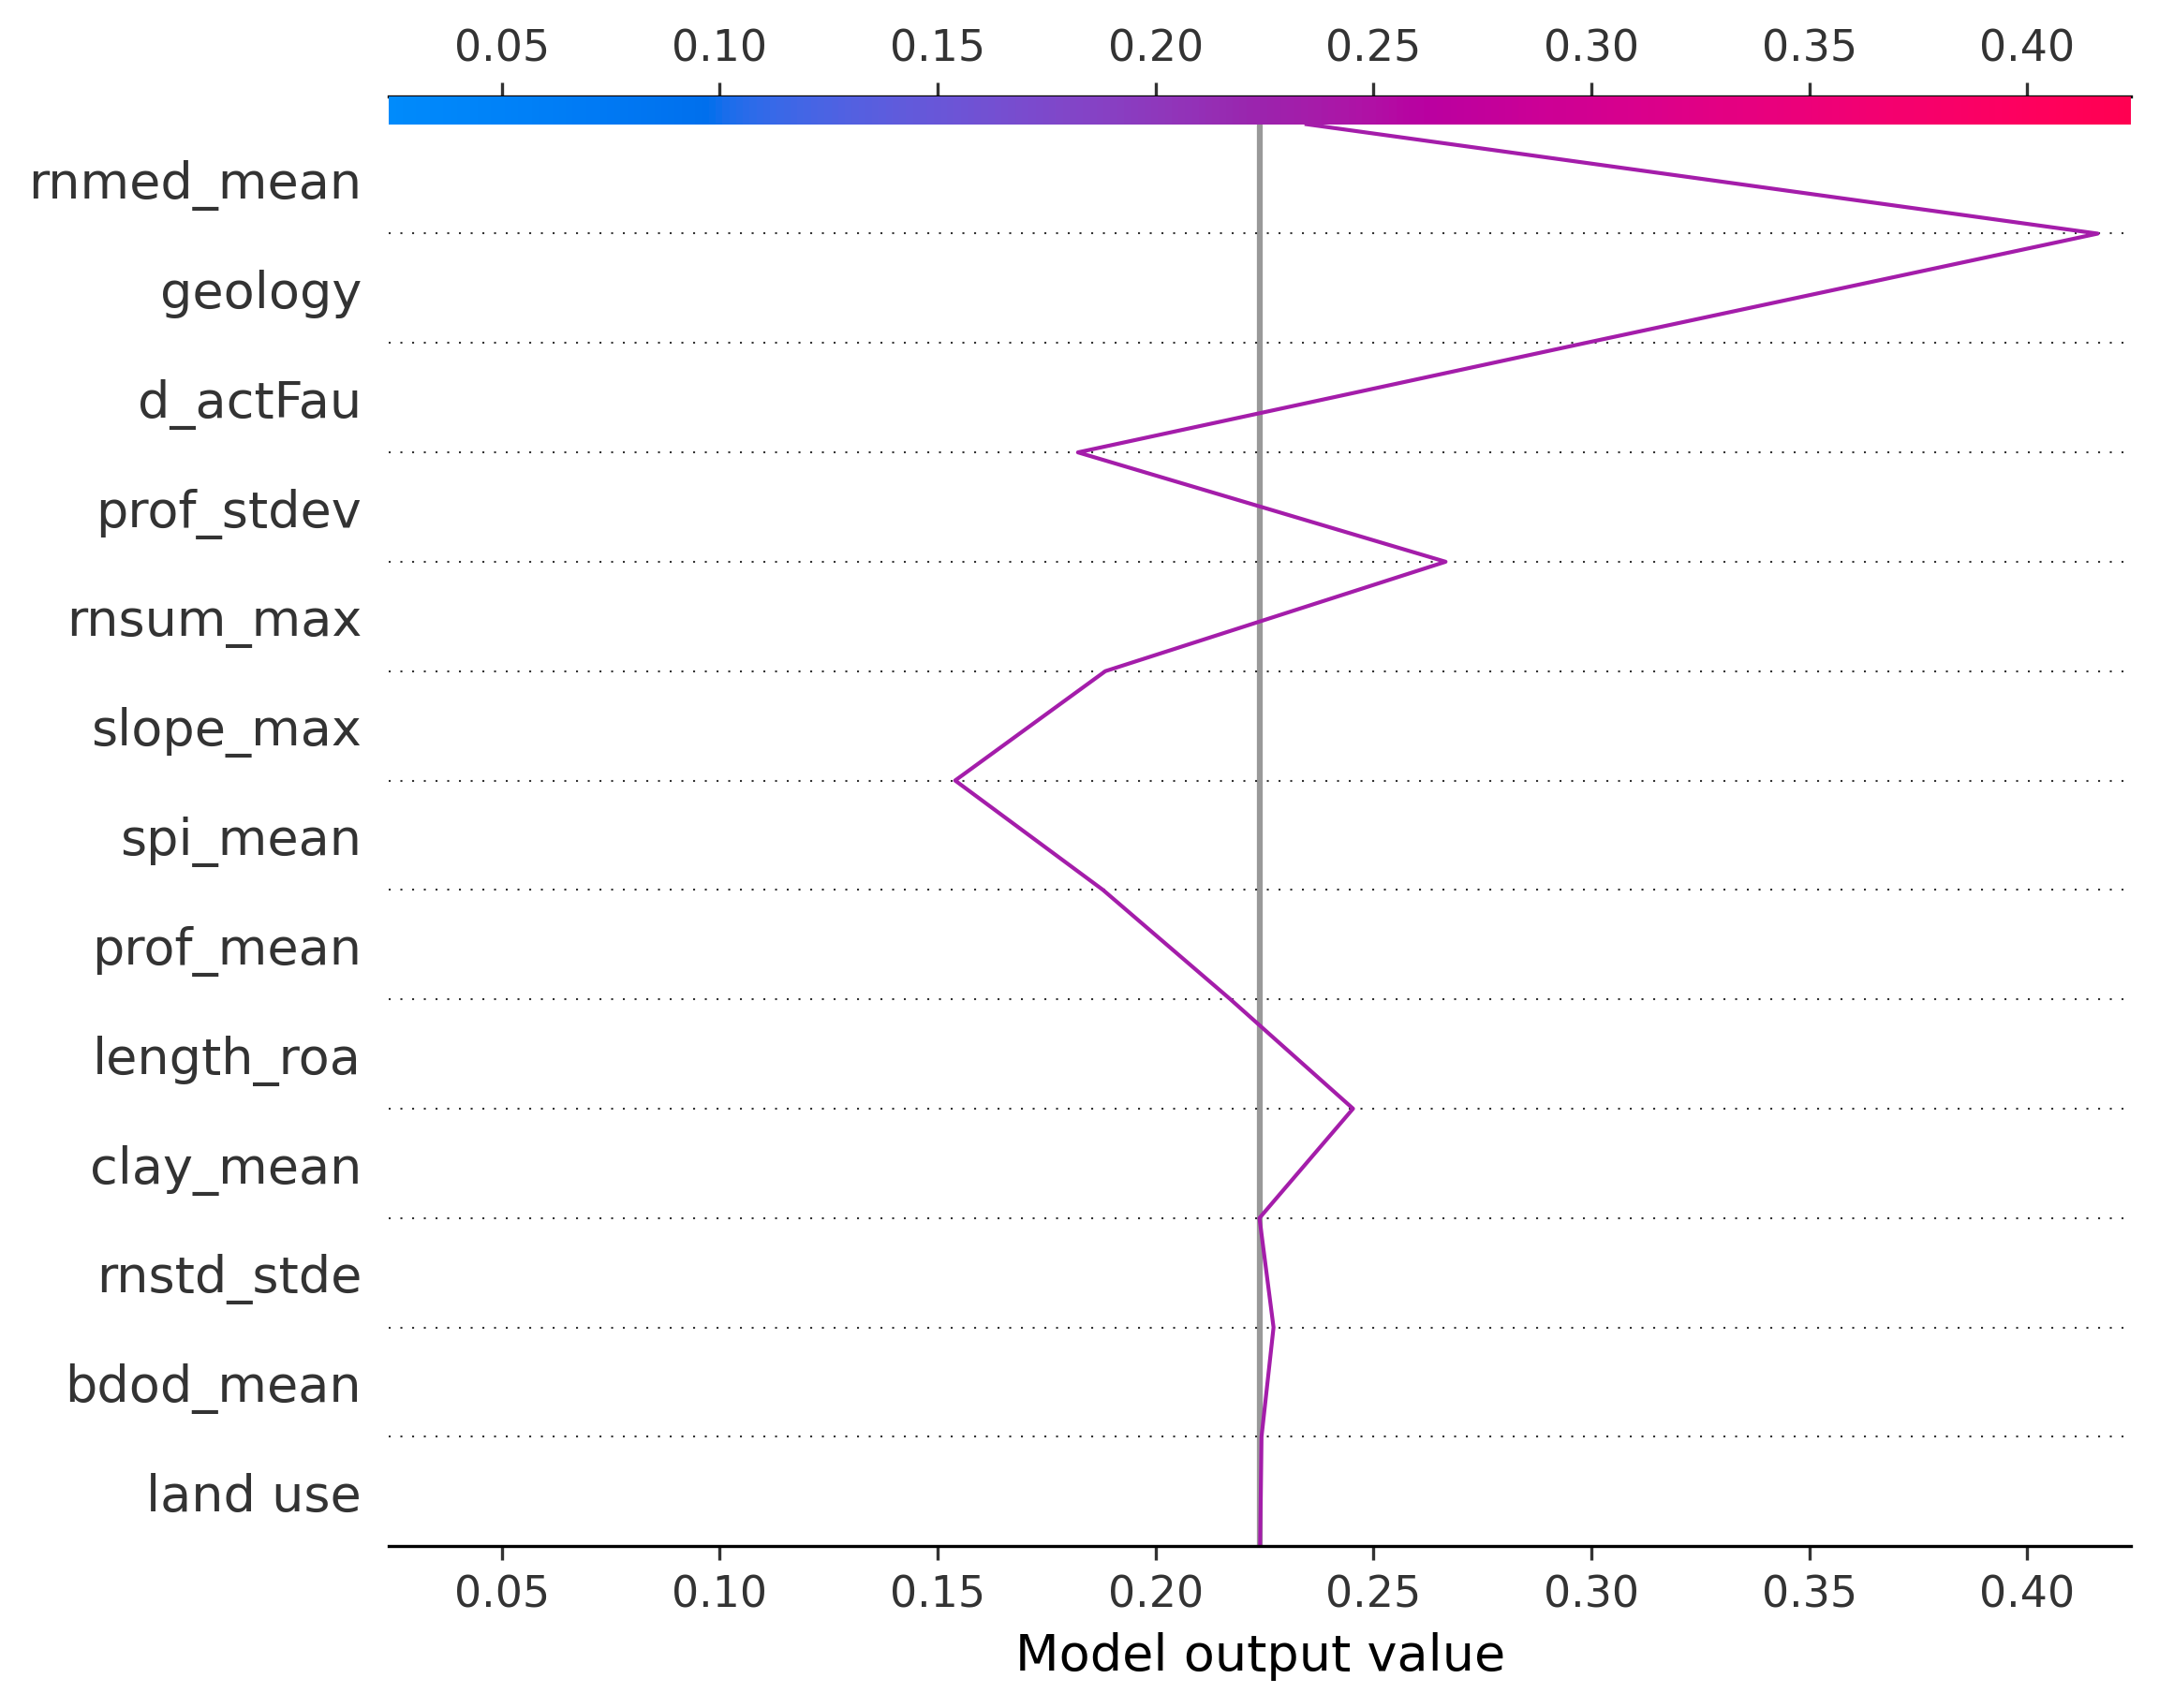 0.05 0.10 0.15 0.20 0.25 0.30 0.35 0.40
rnmed_mean
geology
d_actFau
prof_stdev
rnsum_max
slope_max
spi_mean
prof_mean
length_roa
clay_mean
rnstd_stde
bdod_mean
land use
0.05 0.10 0.15 0.20 0.25 0.30 0.35 0.40
Model output value